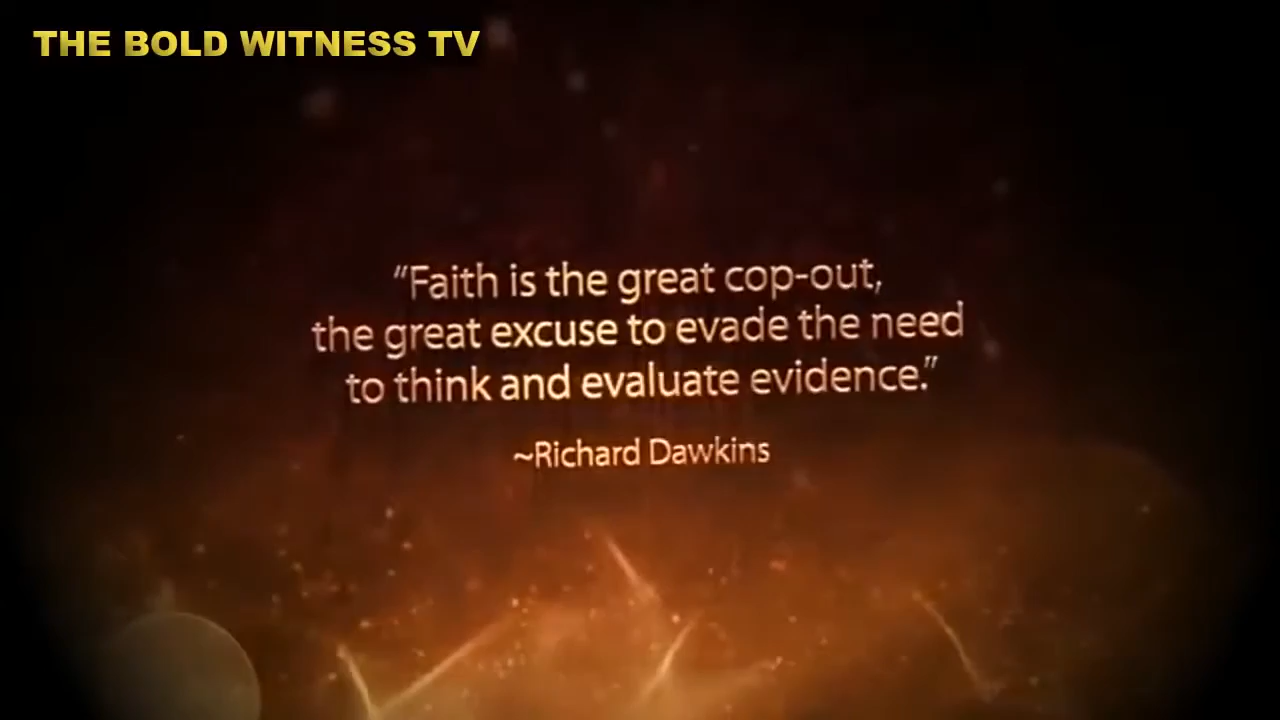 THE BOLD WITNESS TV
“Faith is the great cop-out,
the great excuse to evade the need
to think and evaluate evidence.”
~Richard Dawkins